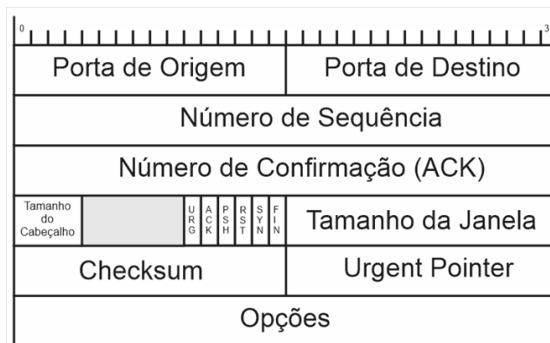 0 3
Porta de Origem Porta de Destino
Número de Sequência
Número de Confirmação (ACK)
Tamanho
do
Cabeçalho
URG ACK PSH RST SYN FIN
Tamanho da Janela
Checksum Urgent Pointer
Opções